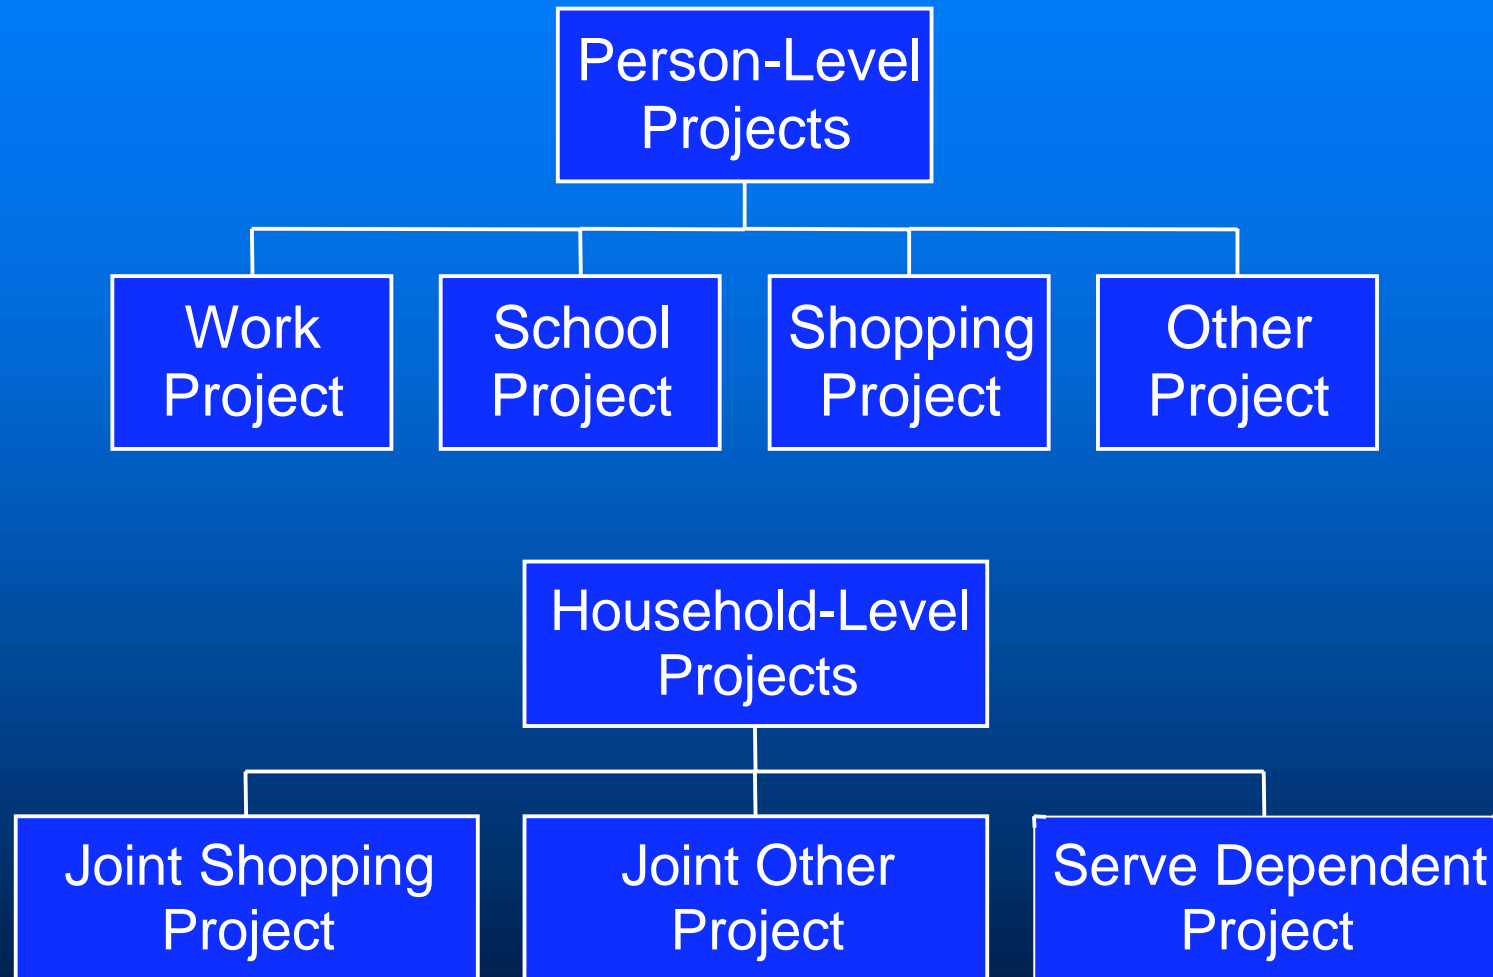 Person-Level
Projects
Work
Project
School
Project
Shopping
Project
Other
Project
Household-Level
Projects
Joint Shopping
Project
Joint Other
Project
Serve Dependent
Project